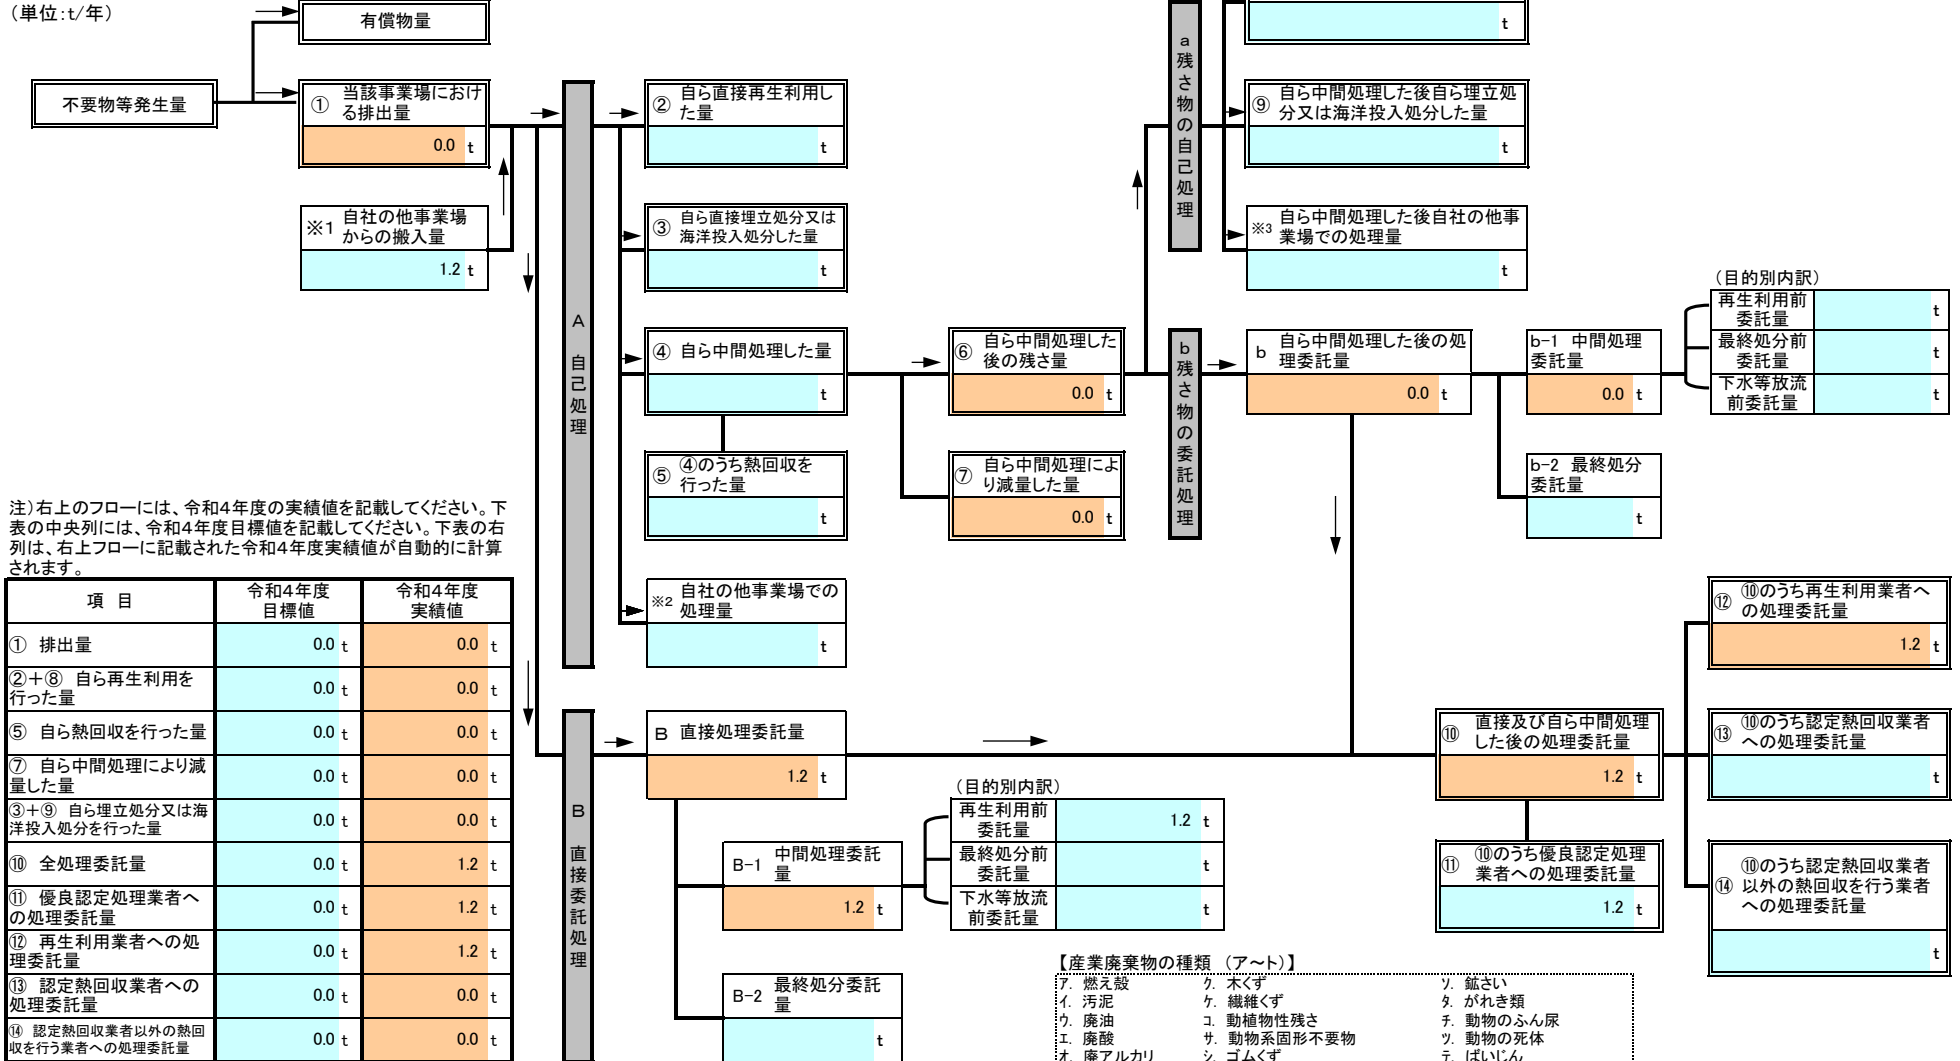 （単位：t/年）
有償物量
不要物等発生量
① 当該事業場におけ
る排出量
0.0 t
※1 自社の他事業場
からの搬入量
1.2 t
A 自己処理
② 自ら直接再生利用し
た量
t
③ 自ら直接埋立処分又は
海洋投入処分した量
t
④ 自ら中間処理した量
t
⑤ ④のうち熱回収を
行った量
t
※2 自社の他事業場での
処理量
t
⑥ 自ら中間処理した
後の残さ量
0.0 t
⑦ 自ら中間処理によ
り減量した量
0.0 t
a 残さ物の自己処理
t
⑨ 自ら中間処理した後自ら埋立処
分又は海洋投入処分した量
t
※3 自ら中間処理した後自社の他事
業場での処理量
t
b 残さ物の委託処理
b 自ら中間処理した後の処
理委託量
0.0 t
b-1 中間処理
委託量
0.0 t
b-2 最終処分
委託量
t
（目的別内訳）
再生利用前
委託量
t
最終処分前
委託量
t
下水等放流
前委託量
t
注）右上のフローには、令和4年度の実績値を記載してください。下
表の中央列には、令和4年度目標値を記載してください。下表の右
列は、右上フローに記載された令和4年度実績値が自動的に計算
されます。
項 目
令和4年度
目標値
令和4年度
実績値
① 排出量 0.0 t 0.0 t
②＋⑧ 自ら再生利用を
行った量 0.0 t 0.0 t
⑤ 自ら熱回収を行った量 0.0 t 0.0 t
⑦ 自ら中間処理により減
量した量 0.0 t 0.0 t
③＋⑨ 自ら埋立処分又は海
洋投入処分を行った量 0.0 t 0.0 t
⑩ 全処理委託量 0.0 t 1.2 t
⑪ 優良認定処理業者へ
の処理委託量 0.0 t 1.2 t
⑫ 再生利用業者への処
理委託量 0.0 t 1.2 t
⑬ 認定熱回収業者への
処理委託量 0.0 t 0.0 t
⑭ 認定熱回収業者以外の熱回
収を行う業者への処理委託量 0.0 t 0.0 t
B 直接委託処理
B 直接処理委託量
1.2 t
B-1 中間処理委託
量
1.2 t
B-2 最終処分委託
量
t
（目的別内訳）
再生利用前
委託量
1.2 t
最終処分前
委託量
t
下水等放流
前委託量
t
⑩ 直接及び自ら中間処理
した後の処理委託量
1.2 t
⑪ ⑩のうち優良認定処理
業者への処理委託量
1.2 t
⑫ ⑩のうち再生利用業者へ
の処理委託量
1.2 t
⑬ ⑩のうち認定熱回収業者
への処理委託量
t
⑭ ⑩のうち認定熱回収業者
以外の熱回収を行う業者
への処理委託量
t
【産業廃棄物の種類 （ア～ト）】
ｱ. 燃え殻 ｸ. 木くず ｿ. 鉱さい
ｲ. 汚泥 ｹ. 繊維くず ﾀ. がれき類
ｳ. 廃油 ｺ. 動植物性残さ ﾁ. 動物のふん尿
ｴ. 廃酸 ｻ. 動物系固形不要物 ﾂ. 動物の死体
ｵ. 廃アルカリ ｼ. ゴムくず ﾃ. ばいじん